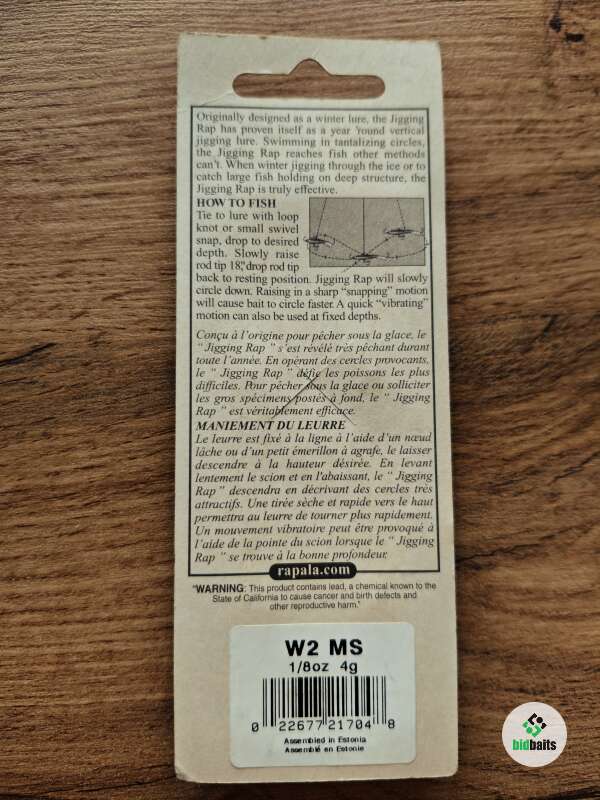 Originally designed as a winter lure, the Jigging
Rap has proven itself as a year 'round vertical
jigging lure. Swimming in tantalizing circles,
the Jigging Rap reaches fish other methods
can't. When winter jigging through the ice or to
catch large fish holding on deep structure, the
Jigging Rap is truly effective.
HOW TO FISH
Tie to lure with loop
knot or small swivel
snap, drop to desired
depth. Slowly raise
rod tip 18", drop rod tip
back to resting position. Jigging Rap will slowly
circle down. Raising in a sharp "snapping" motion
will cause bait to circle faster. A quick "vibrating"
motion can also be used at fixed depths.
Conçu à l'origine pour pêcher sous la glace, le
" Jigging Rap " s'est révélé très pêchant durant
toute l'année. En opérant des cercles provocants,
le " Jigging Rap " défie les poissons les plus
difficiles. Pour pêcher sous la glace ou solliciter
les gros spécimens postés à fond, le " Jigging
Rap " est véritablement efficace.
MANIEMENT DU LEURRE
Le leurre est fixé à la ligne à l'aide d'un nœud
lâche ou d'un petit émerillon à agrafe, le laisser
descendre à la hauteur désirée. En levant
lentement le scion et en l'abaissant, le " Jigging
Rap " descendra en décrivant des cercles très
attractifs. Une tirée sèche et rapide vers le haut
permettra au leurre de tourner plus rapidement.
Un mouvement vibratoire peut être provoqué à
l'aide de la pointe du scion lorsque le " Jigging
Rap " se trouve à la bonne profondeur.
rapala.com
"WARNING: This product contains lead, a chemical known to the
State of California to cause cancer and birth defects and
other reproductive harm."
W2 MS
1/8oz 4g
0 22677 21704 8
Assembled in Estonia
Assemblé en Estonie
bidbaits